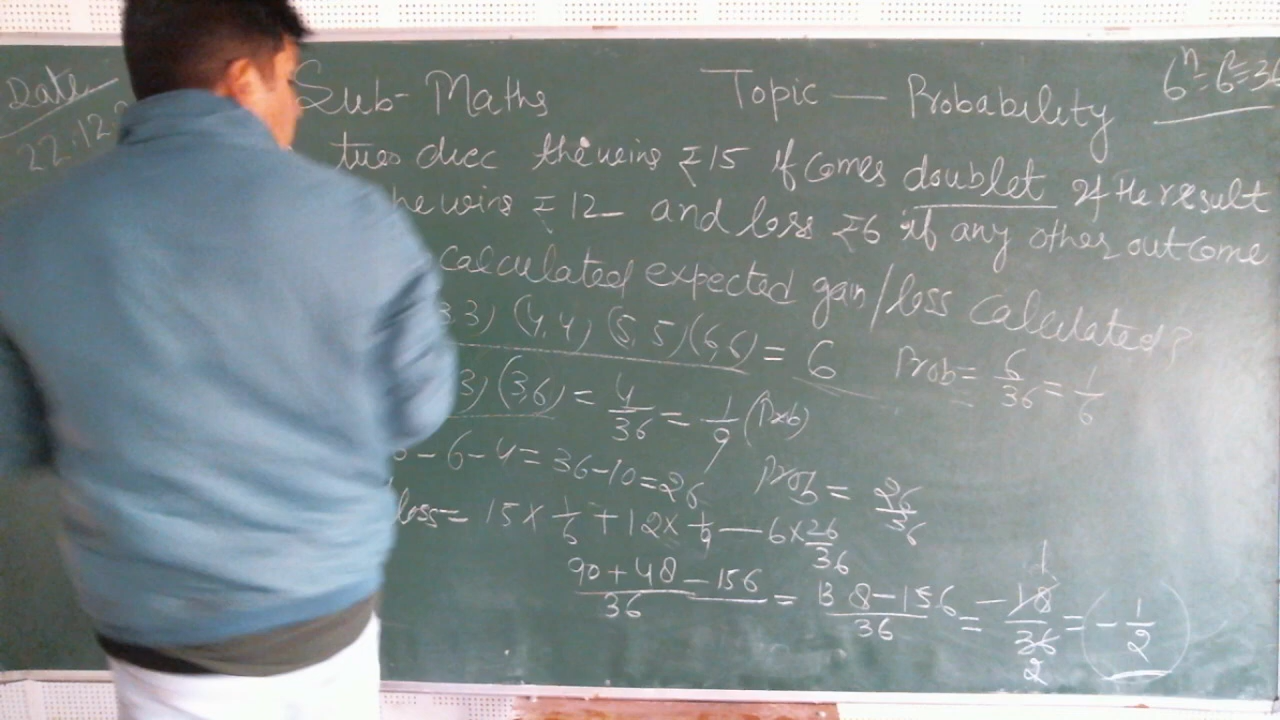 Date Sub- Maths Topic — Probability 6ⁿ=6²=36
22.12.
two dice the wins ₹15 if comes doublet if the result
he wins ₹12 and loss ₹6 if any other outcome
calculated expected gain/loss calculated?
3 3) (4,4) (5,5)(6,6) = 6 Prob= 6/36 = 1/6
3) (3,6) = 4/36 = 1/9 (Prob)
- 6 - 4 = 36-10=26 Prob = 26/36
loss= 15 × 1/6 + 12 × 1/9 — 6 × 26/36
90+48-156/36 = 138-156/36 = -18/36 = - 1/2
1
2